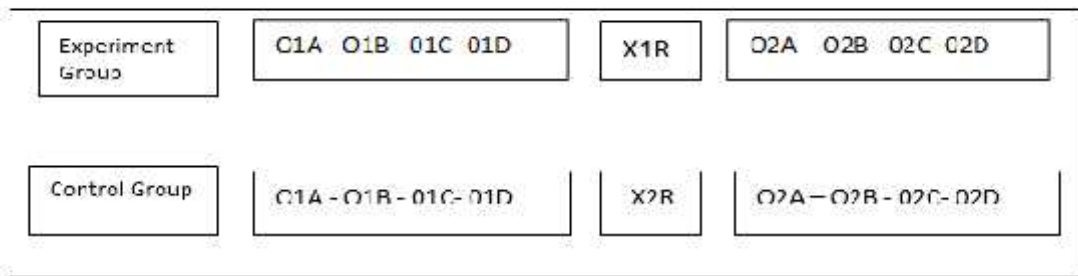 Experiment
Group
O1A O1B 01C 01D
X1R
O2A O2B 02C 02D
Control Group
O1A - O1B - 01C- 01D
X2R
O2A – O2B - 02C- 02D